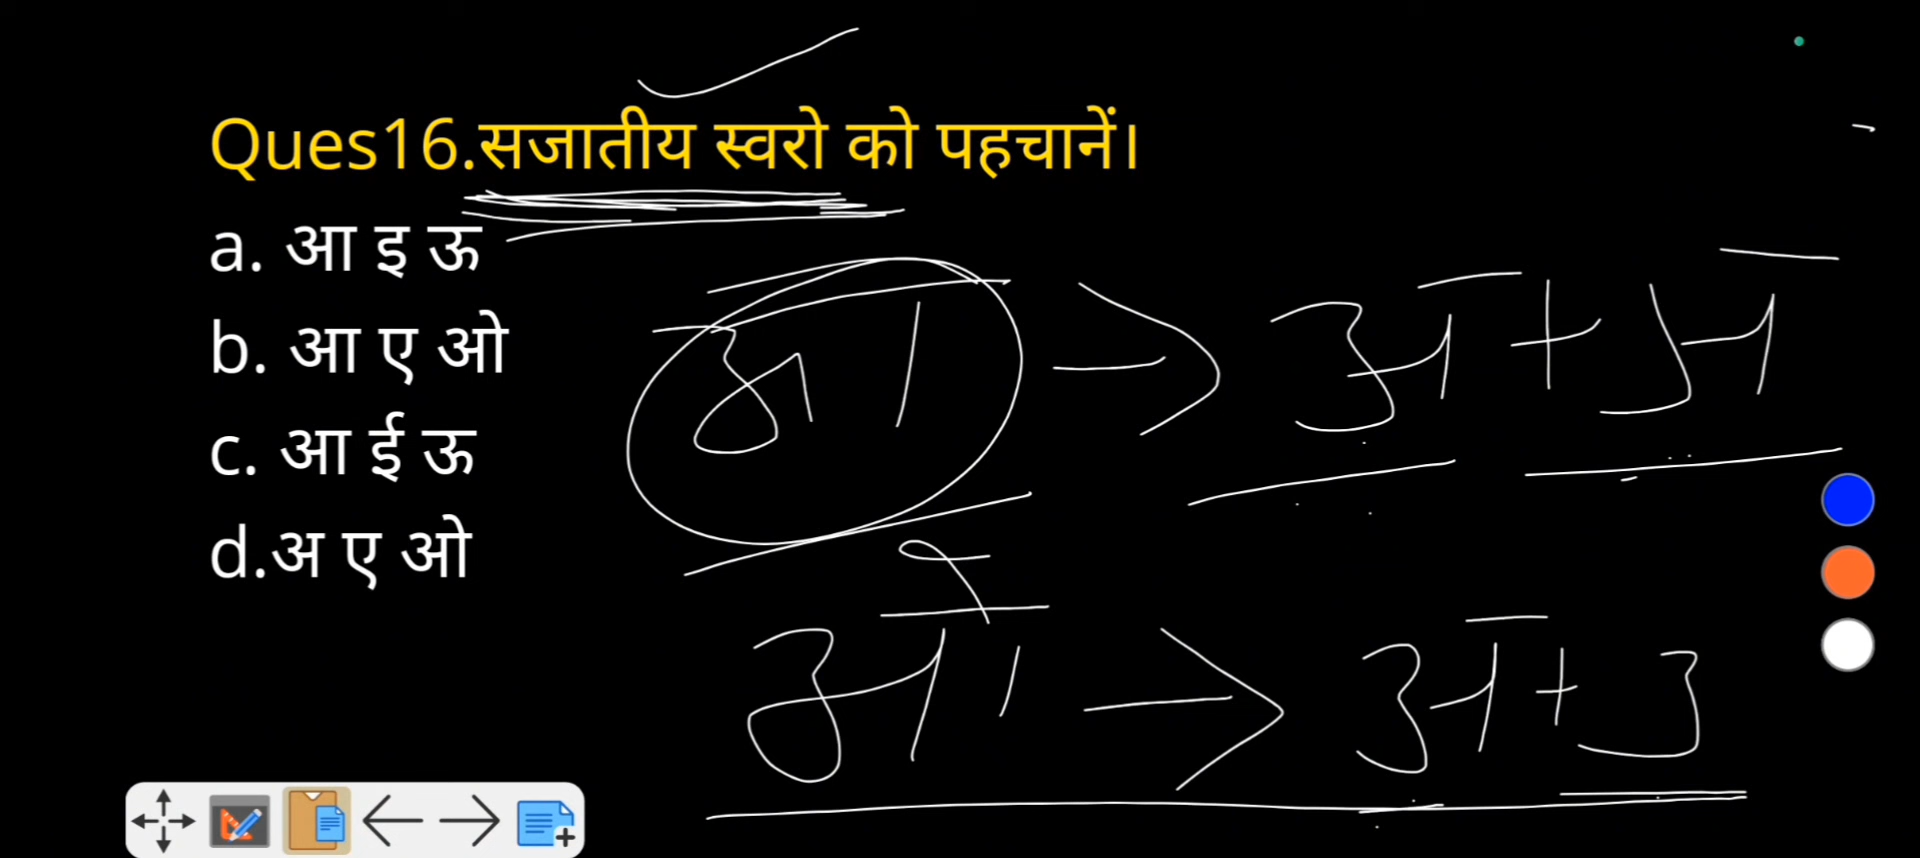 Ques16.सजातीय स्वरो को पहचानें।
a. आ इ ऊ
b. आ ए ओ
c. आ ई ऊ
d.अ ए ओ
आ → अ + अ
ओ → अ + उ